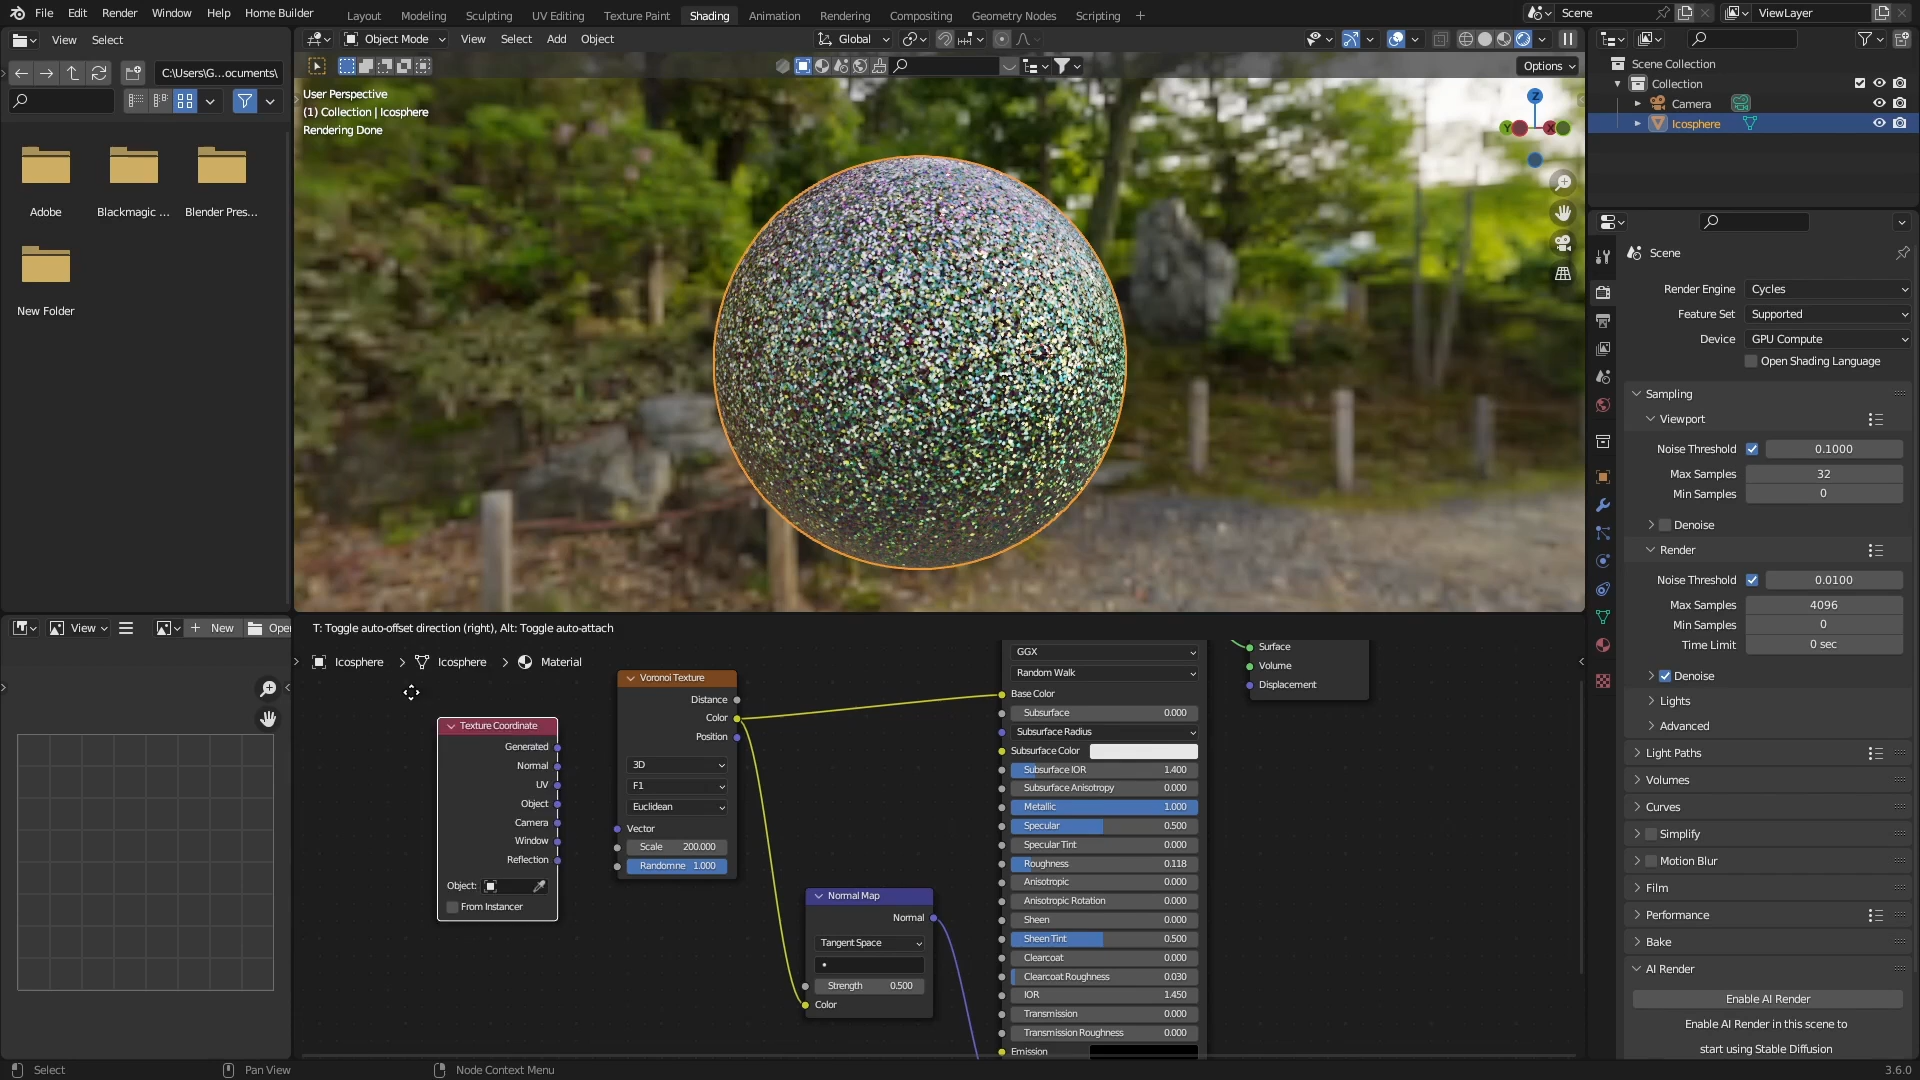 File Edit Render Window Help Home Builder
Layout Modeling Sculpting UV Editing Texture Paint Shading Animation Rendering Compositing Geometry Nodes Scripting +
Scene
ViewLayer
View Select
C:\Users\G...ocuments\
Adobe
Blackmagic ...
Blender Pres...
New Folder
Object Mode View Select Add Object
Global
Options
User Perspective
(1) Collection | Icosphere
Rendering Done
Z
Y
X
Scene Collection
Collection
Camera
Icosphere
Scene
Render Engine Cycles
Feature Set Supported
Device GPU Compute
Open Shading Language
Sampling
Viewport
Noise Threshold 0.1000
Max Samples 32
Min Samples 0
Denoise
Render
Noise Threshold 0.0100
Max Samples 4096
Min Samples 0
Time Limit 0 sec
Denoise
Lights
Advanced
Light Paths
Volumes
Curves
Simplify
Motion Blur
Film
Performance
Bake
AI Render
Enable AI Render
Enable AI Render in this scene to
start using Stable Diffusion
View
+ New
Open
T: Toggle auto-offset direction (right), Alt: Toggle auto-attach
Icosphere > Icosphere > Material
Texture Coordinate
Generated
Normal
UV
Object
Camera
Window
Reflection
Object:
From Instancer
Voronoi Texture
Distance
Color
Position
3D
F1
Euclidean
Vector
Scale 200.000
Randomne 1.000
Normal Map
Normal
Tangent Space
Strength 0.500
Color
GGX
Random Walk
Base Color
Subsurface 0.000
Subsurface Radius
Subsurface Color
Subsurface IOR 1.400
Subsurface Anisotropy 0.000
Metallic 1.000
Specular 0.500
Specular Tint 0.000
Roughness 0.118
Anisotropic 0.000
Anisotropic Rotation 0.000
Sheen 0.000
Sheen Tint 0.500
Clearcoat 0.000
Clearcoat Roughness 0.030
IOR 1.450
Transmission 0.000
Transmission Roughness 0.000
Emission
Surface
Volume
Displacement
Select
Pan View
Node Context Menu
3.6.0